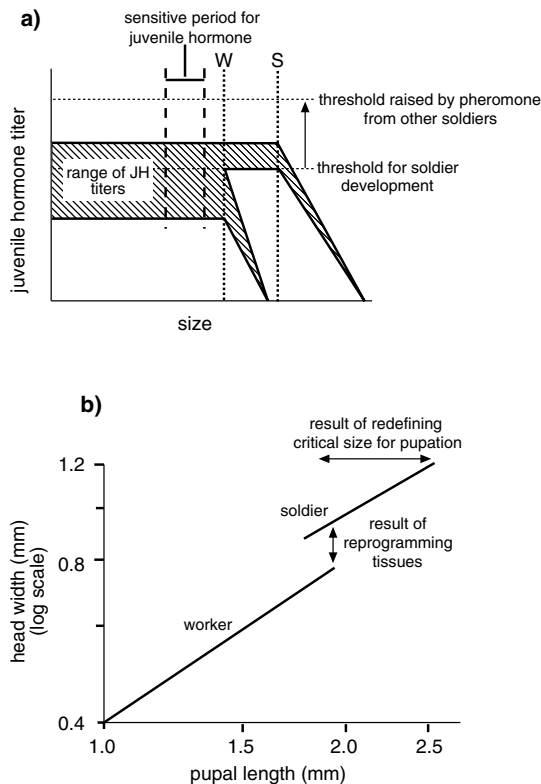 a)
sensitive period for
juvenile hormone
W
S
juvenile hormone titer
threshold raised by pheromone
from other soldiers
range of JH
titers
threshold for soldier
development
size
b)
result of redefining
critical size for pupation
1.2
soldier
result of
reprogramming
tissues
0.8
head width (mm)
(log scale)
worker
0.4
1.0
1.5
2.0
2.5
pupal length (mm)